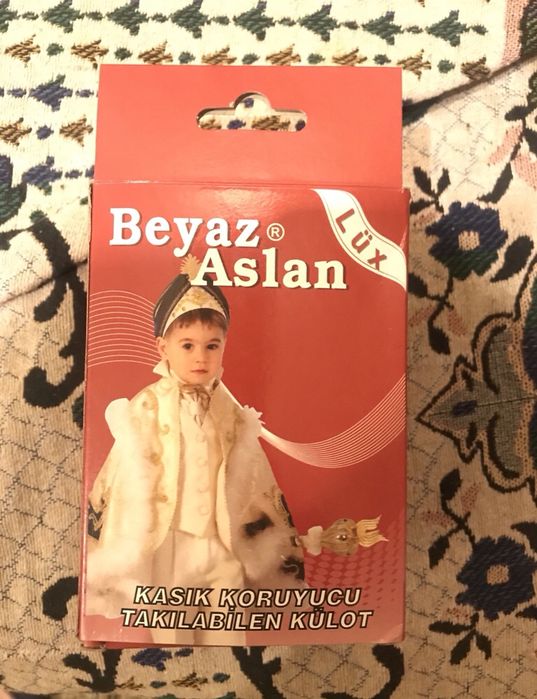 Beyaz®
Aslan
Lüx
KASIK KORUYUCU
TAKILABİLEN KÜLOT